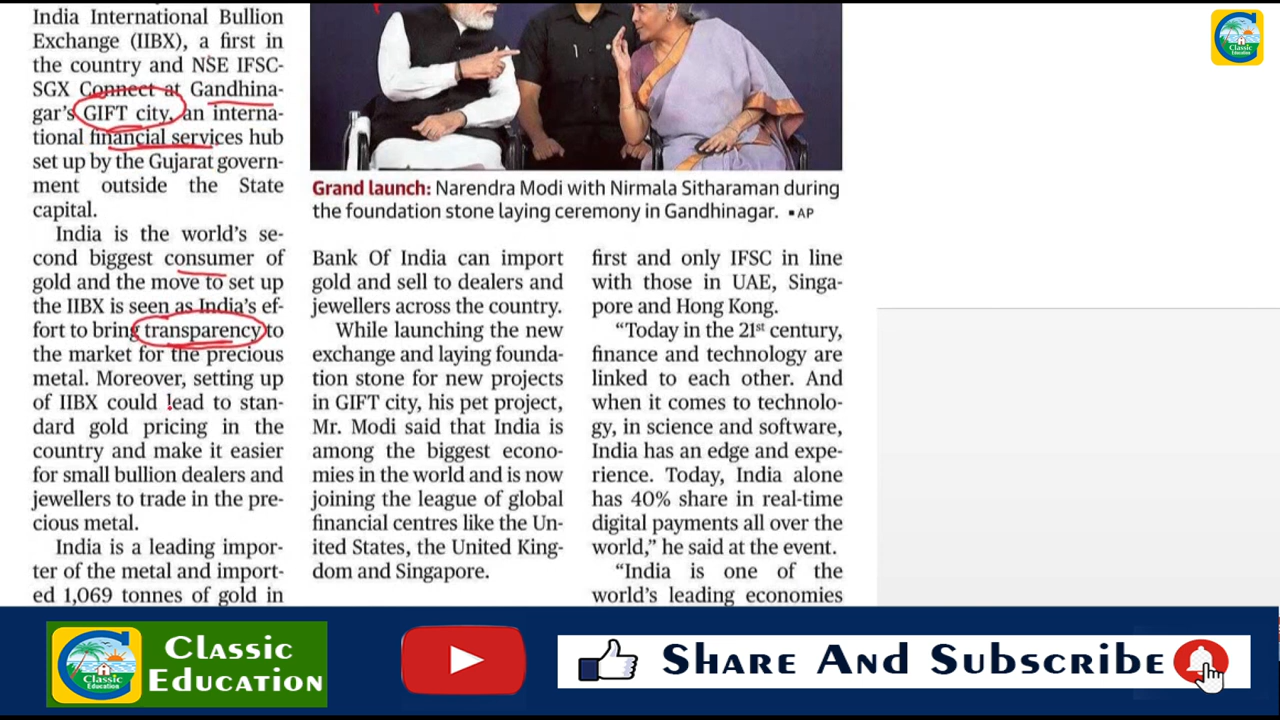 India International Bullion
Exchange (IIBX), a first in
the country and NSE IFSC-
SGX Connect at Gandhina-
gar's GIFT city, an interna-
tional financial services hub
set up by the Gujarat govern-
ment outside the State
capital.
India is the world's se-
cond biggest consumer of
gold and the move to set up
the IIBX is seen as India's ef-
fort to bring transparency to
the market for the precious
metal. Moreover, setting up
of IIBX could lead to stan-
dard gold pricing in the
country and make it easier
for small bullion dealers and
jewellers to trade in the pre-
cious metal.
India is a leading impor-
ter of the metal and import-
ed 1,069 tonnes of gold in
Grand launch: Narendra Modi with Nirmala Sitharaman during
the foundation stone laying ceremony in Gandhinagar. ▪AP
Bank Of India can import
gold and sell to dealers and
jewellers across the country.
While launching the new
exchange and laying founda-
tion stone for new projects
in GIFT city, his pet project,
Mr. Modi said that India is
among the biggest econo-
mies in the world and is now
joining the league of global
financial centres like the Un-
ited States, the United King-
dom and Singapore.
first and only IFSC in line
with those in UAE, Singa-
pore and Hong Kong.
"Today in the 21st century,
finance and technology are
linked to each other. And
when it comes to technolo-
gy, in science and software,
India has an edge and expe-
rience. Today, India alone
has 40% share in real-time
digital payments all over the
world," he said at the event.
"India is one of the
world's leading economies
Classic
Education
Classic
Education
Classic
Education
Share And Subscribe